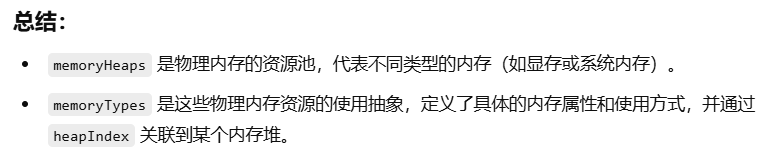 总结：
• memoryHeaps 是物理内存的资源池，代表不同类型的内存（如显存或系统内存）。
• memoryTypes 是这些物理内存资源的使用抽象，定义了具体的内存属性和使用方式，并通过
heapIndex 关联到某个内存堆。